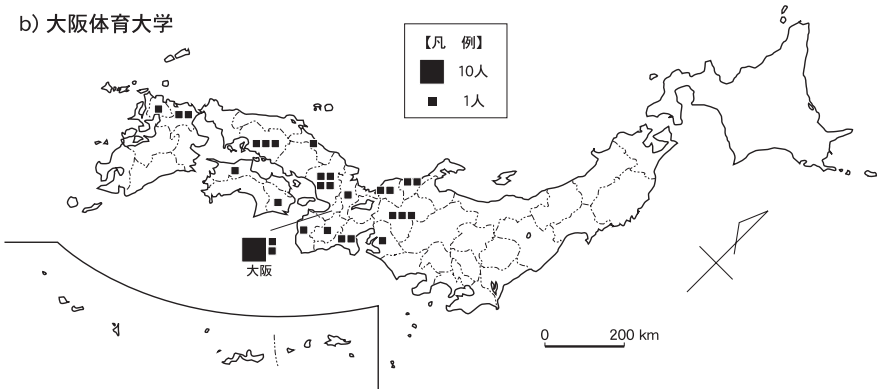 b) 大阪体育大学
【凡 例】
10人
1人
大阪
0 200 km